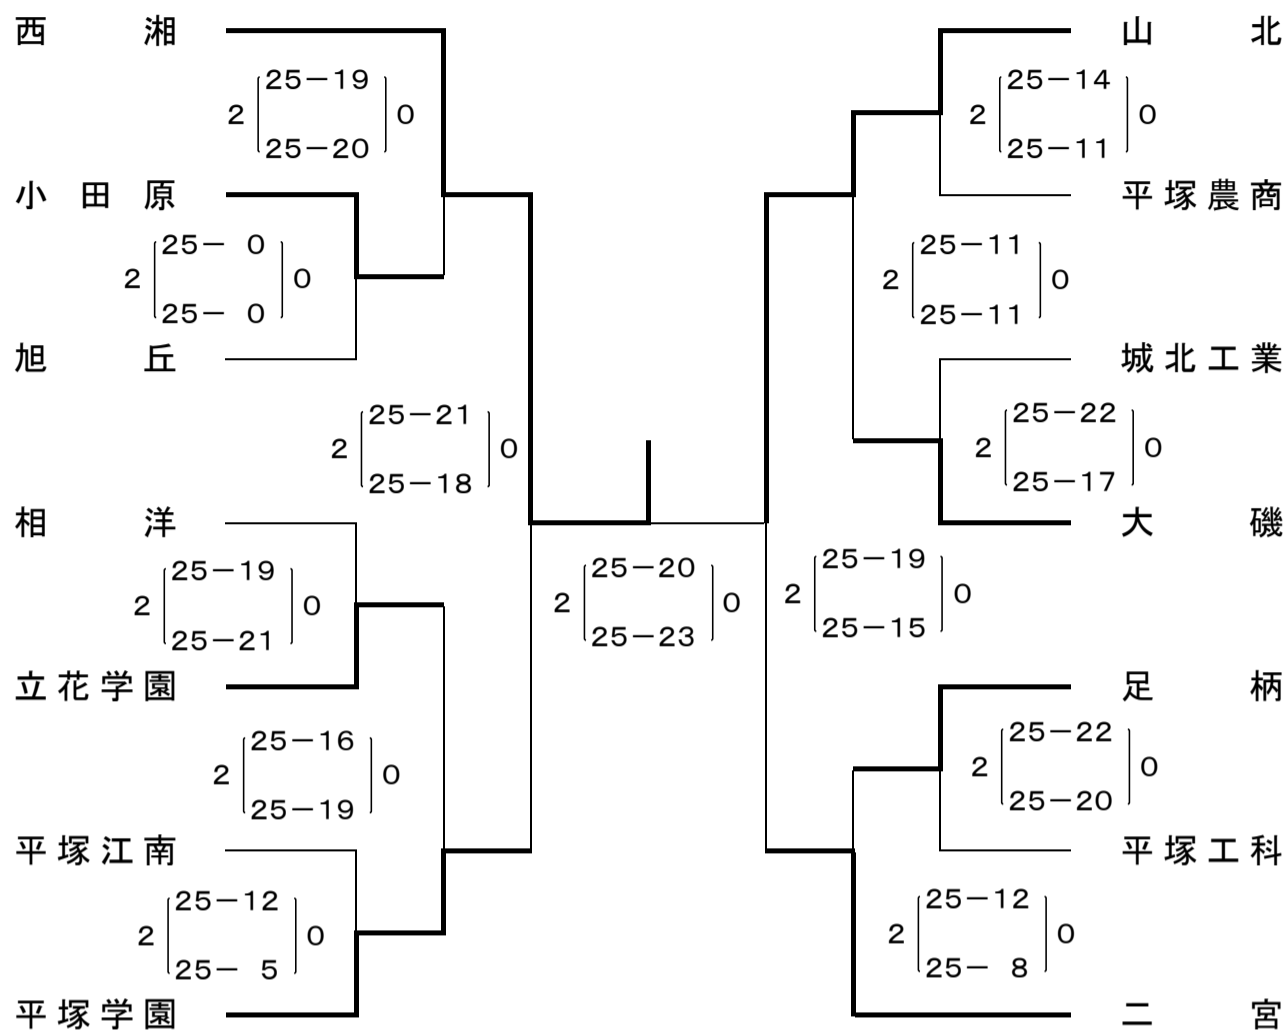 西湘
25－19
2 0
25－20
小田原
25－ 0
2 0
25－ 0
旭丘
25－21
2 0
25－18
相洋
25－19
2 0
25－21
立花学園
25－16
2 0
25－19
平塚江南
25－12
2 0
25－ 5
平塚学園
25－20
2 0
25－23
山北
25－14
2 0
25－11
平塚農商
25－11
2 0
25－11
城北工業
25－22
2 0
25－17
大磯
25－19
2 0
25－15
足柄
25－22
2 0
25－20
平塚工科
25－12
2 0
25－ 8
二宮